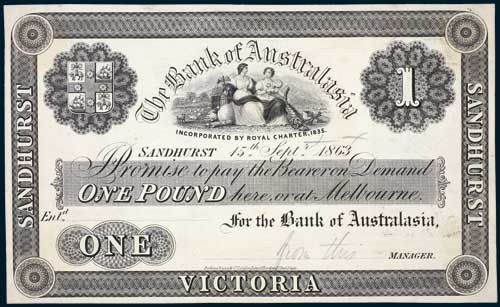 The Bank of Australasia
1
INCORPORATED BY ROYAL CHARTER, 1835.
SANDHURST 15th Sept 1863
I Promise to pay the Bearer on Demand
ONE POUND here, or at Melbourne.
Entd
For the Bank of Australasia,
ONE
from this
MANAGER.
SANDHURST
SANDHURST
VICTORIA